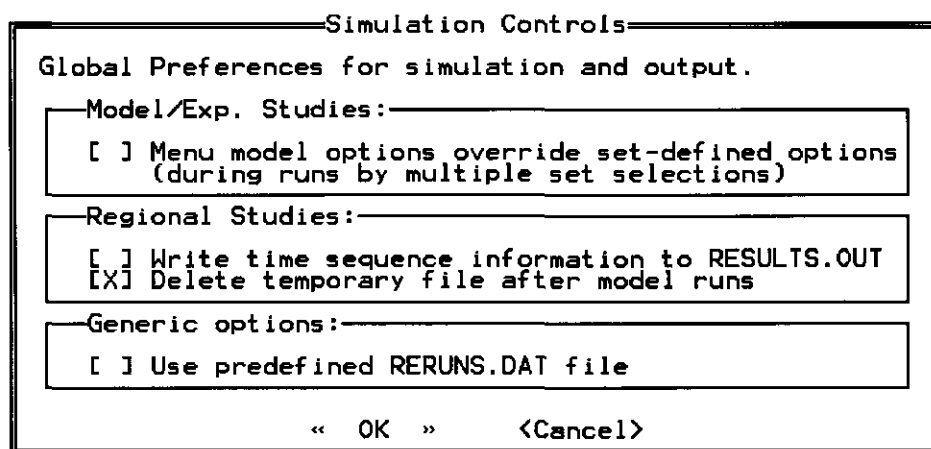 Simulation Controls
Global Preferences for simulation and output.
Model/Exp. Studies:
[ ] Menu model options override set-defined options
(during runs by multiple set selections)
Regional Studies:
[ ] Write time sequence information to RESULTS.OUT
[X] Delete temporary file after model runs
Generic options:
[ ] Use predefined RERUNS.DAT file
« OK » <Cancel>